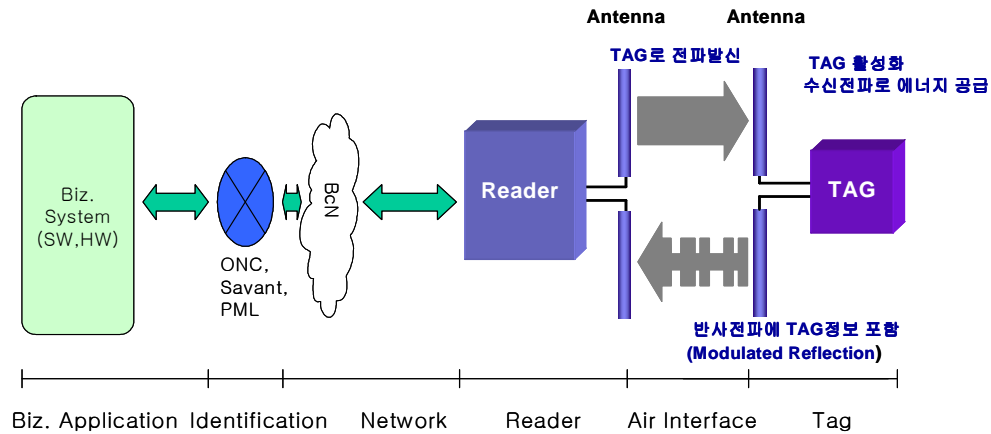 Antenna
Antenna
TAG로 전파발신
TAG 활성화
수신전파로 에너지 공급
Biz.
System
(SW,HW)
BcN
Reader
TAG
ONC,
Savant,
PML
반사전파에 TAG정보 포함
(Modulated Reflection)
Biz. Application
Identification
Network
Reader
Air Interface
Tag